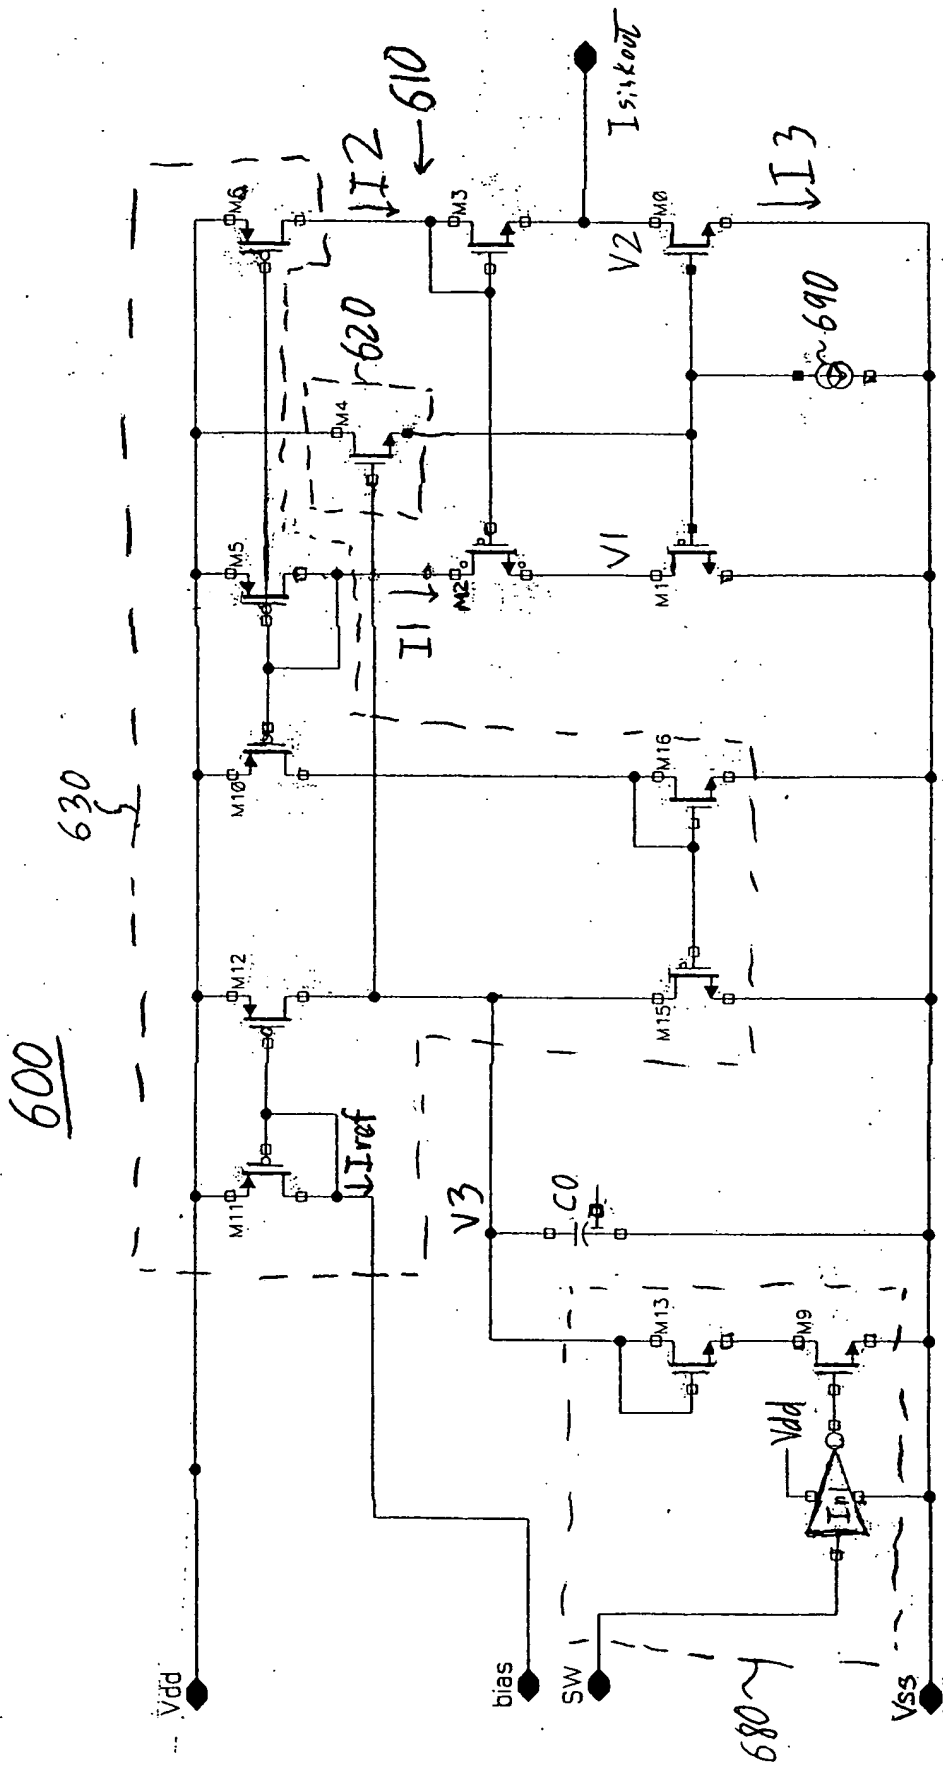 600
630
M6
I2
610
M3
Isinkout
M0
V2
I3
M4
620
690
M5
I1
M2
V1
M1
M10
M16
M12
M15
M11
Iref
V3
C0
M13
M9
Vdd
In1
Vdd
bias
SW
680
Vss